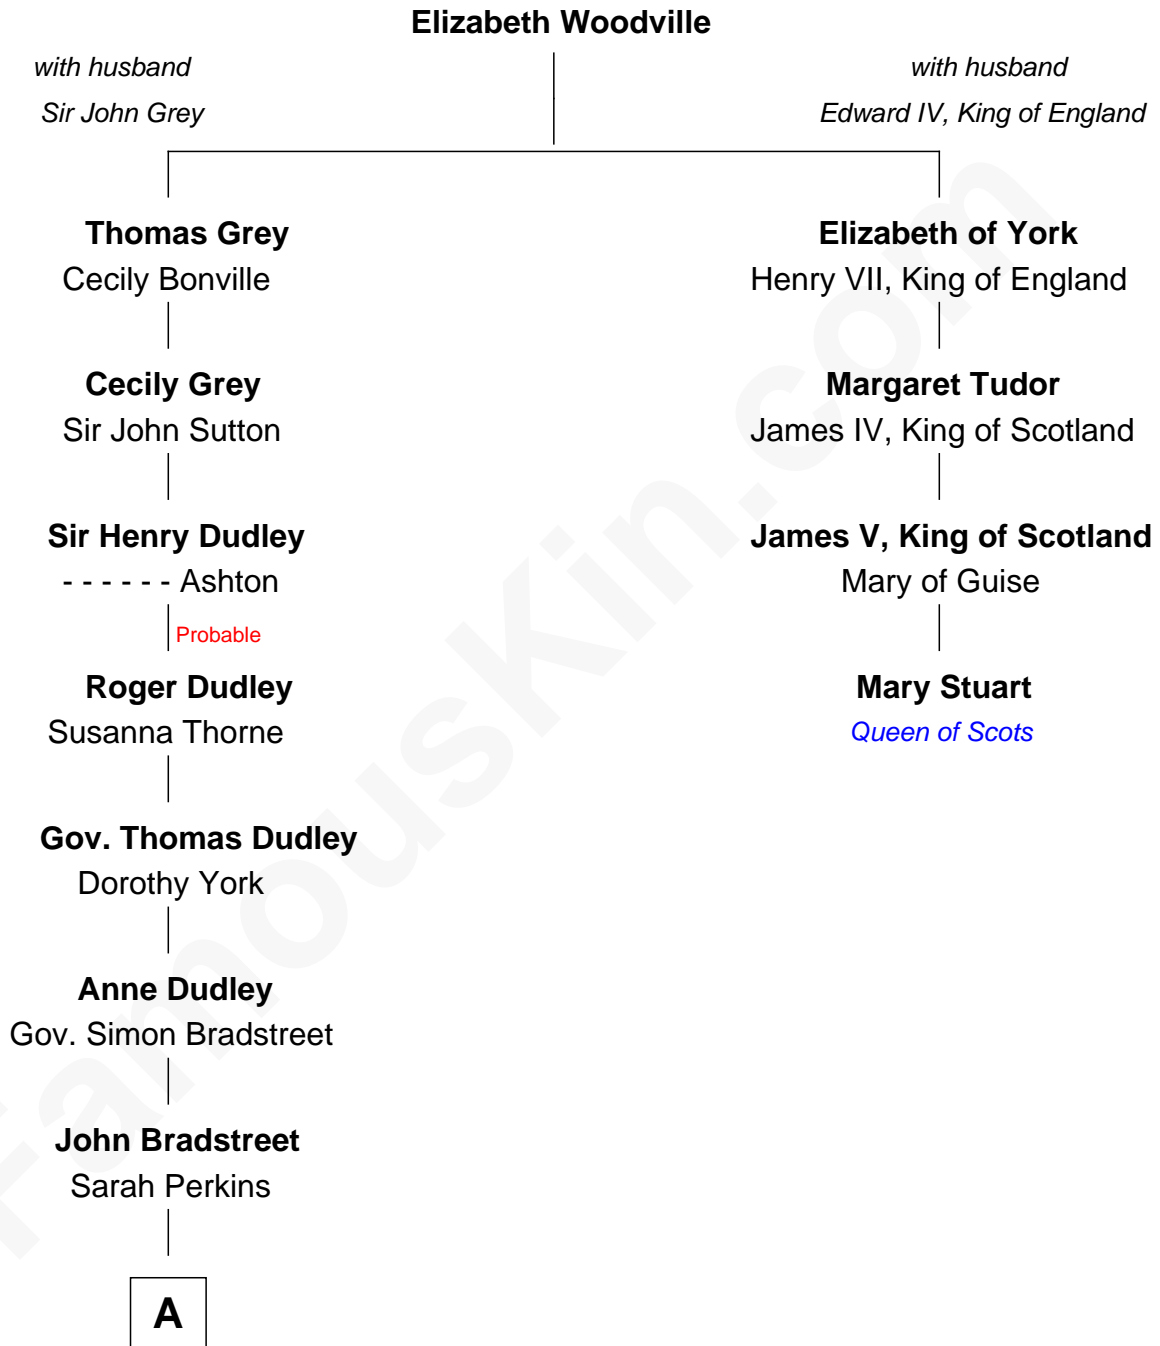 Elizabeth Woodville
with husband
Sir John Grey
with husband
Edward IV, King of England
Thomas Grey
Cecily Bonville
Elizabeth of York
Henry VII, King of England
Cecily Grey
Sir John Sutton
Margaret Tudor
James IV, King of Scotland
Sir Henry Dudley
- - - - - - Ashton
Probable
James V, King of Scotland
Mary of Guise
Roger Dudley
Susanna Thorne
Mary Stuart
Queen of Scots
Gov. Thomas Dudley
Dorothy York
Anne Dudley
Gov. Simon Bradstreet
John Bradstreet
Sarah Perkins
A
FamousKin.com